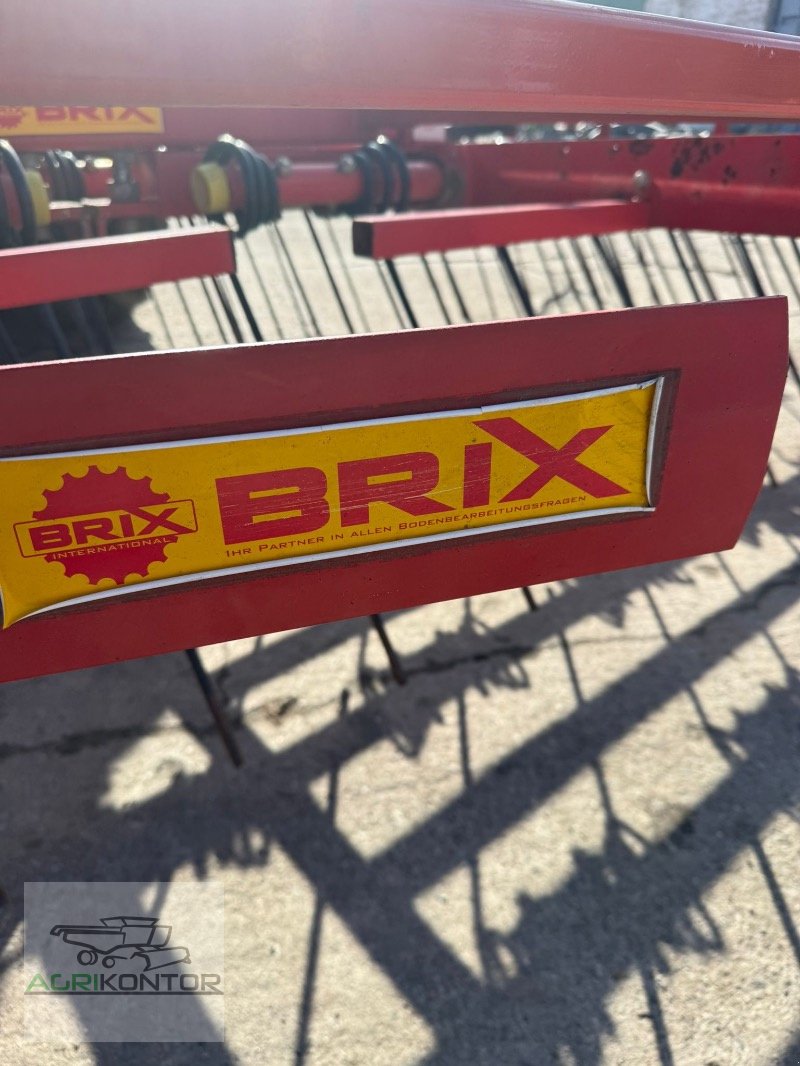 BRIX
BRIX
INTERNATIONAL
BRIX
Ihr Partner in allen Bodenbearbeitungsfragen
AGRIKONTOR